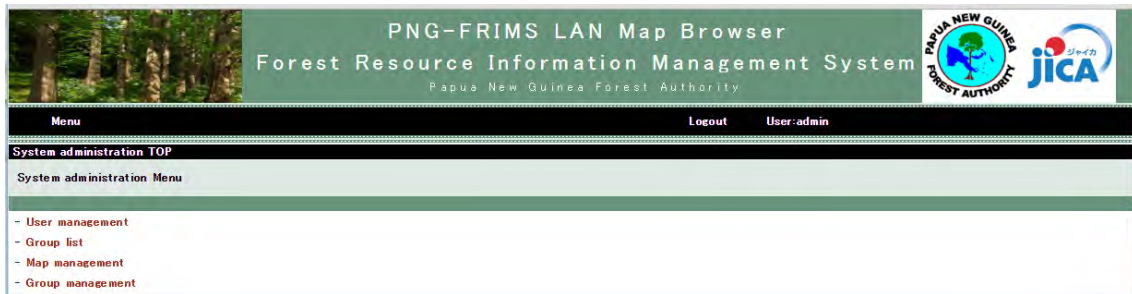 PNG-FRIMS LAN Map Browser
Forest Resource Information Management System
Papua New Guinea Forest Authority
PAPUA NEW GUINEA
FOREST AUTHORITY
ジャイカ
jICA
Menu Logout User:admin
System administration TOP
System administration Menu
- User management
- Group list
- Map management
- Group management